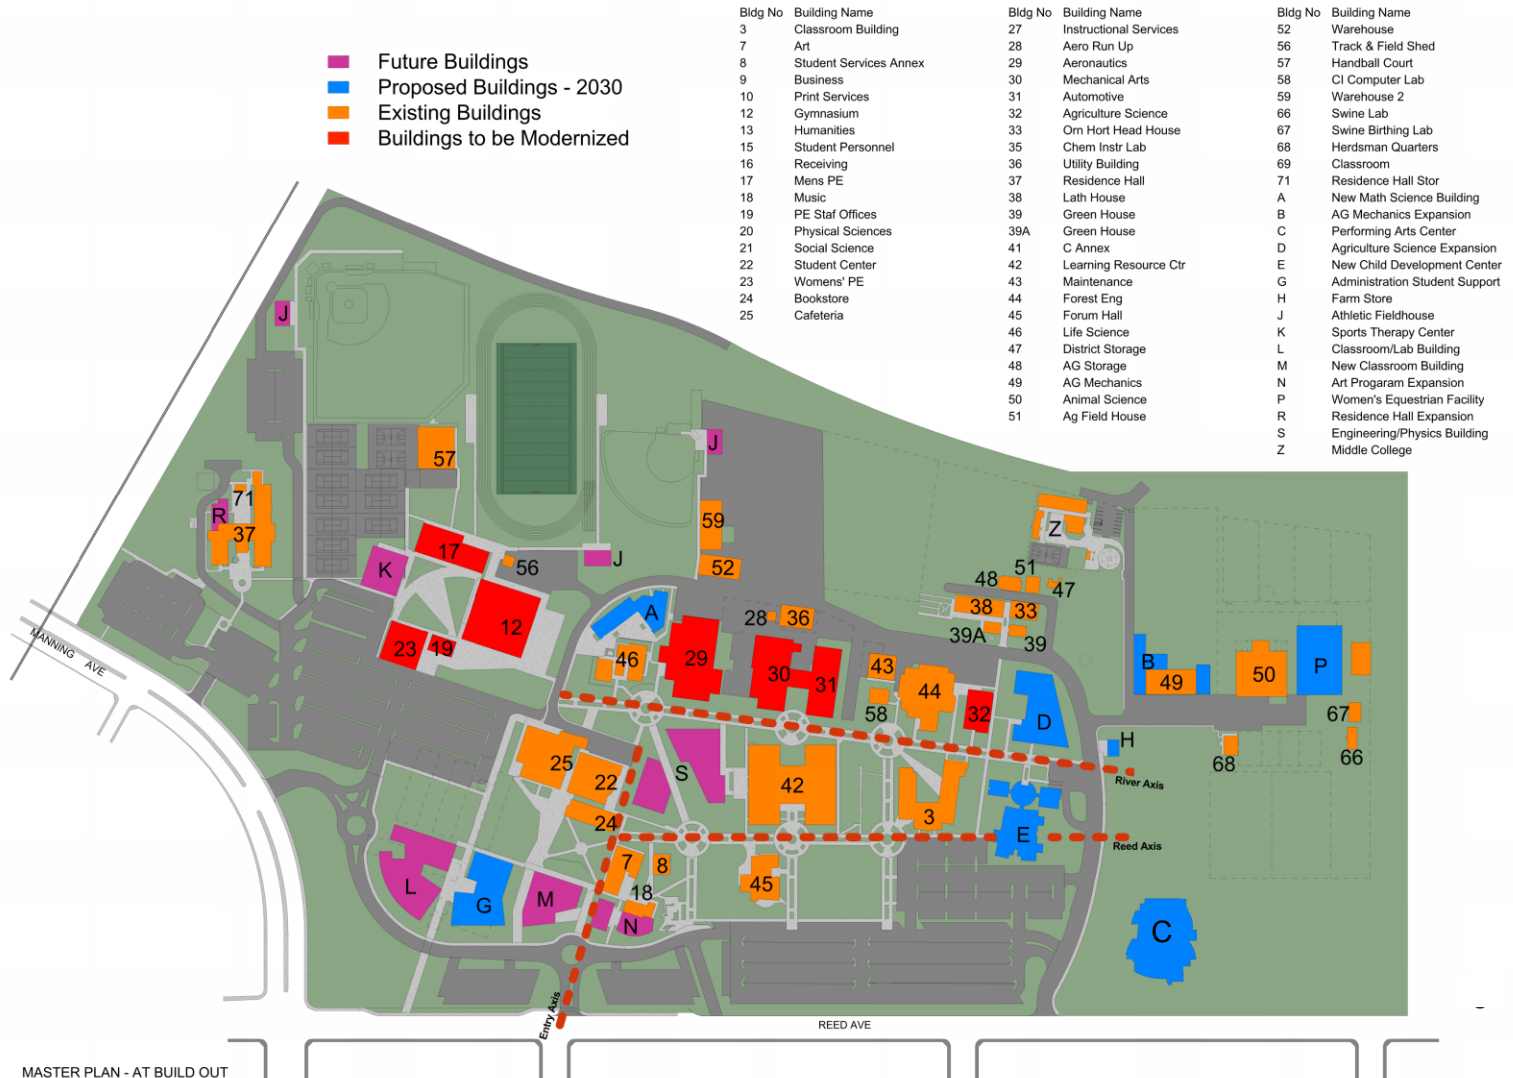 Future Buildings
Proposed Buildings - 2030
Existing Buildings
Buildings to be Modernized
Bldg No Building Name
3 Classroom Building
7 Art
8 Student Services Annex
9 Business
10 Print Services
12 Gymnasium
13 Humanities
15 Student Personnel
16 Receiving
17 Mens PE
18 Music
19 PE Staf Offices
20 Physical Sciences
21 Social Science
22 Student Center
23 Womens' PE
24 Bookstore
25 Cafeteria
Bldg No Building Name
27 Instructional Services
28 Aero Run Up
29 Aeronautics
30 Mechanical Arts
31 Automotive
32 Agriculture Science
33 Orn Hort Head House
35 Chem Instr Lab
36 Utility Building
37 Residence Hall
38 Lath House
39 Green House
39A Green House
41 C Annex
42 Learning Resource Ctr
43 Maintenance
44 Forest Eng
45 Forum Hall
46 Life Science
47 District Storage
48 AG Storage
49 AG Mechanics
50 Animal Science
51 Ag Field House
Bldg No Building Name
52 Warehouse
56 Track & Field Shed
57 Handball Court
58 CI Computer Lab
59 Warehouse 2
66 Swine Lab
67 Swine Birthing Lab
68 Herdsman Quarters
69 Classroom
71 Residence Hall Stor
A New Math Science Building
B AG Mechanics Expansion
C Performing Arts Center
D Agriculture Science Expansion
E New Child Development Center
G Administration Student Support
H Farm Store
J Athletic Fieldhouse
K Sports Therapy Center
L Classroom/Lab Building
M New Classroom Building
N Art Progaram Expansion
P Women's Equestrian Facility
R Residence Hall Expansion
S Engineering/Physics Building
Z Middle College
J
J
57
71
R
37
59
17
56
J
52
K
Z
51
48
47
38
33
39A
39
A
28
36
12
23
19
46
29
30
31
43
58
44
32
D
B
49
50
P
67
66
68
H
River Axis
25
22
24
S
42
3
E
Reed Axis
7
8
18
45
L
G
M
N
C
MANNING AVE
Entry Axis
REED AVE
MASTER PLAN - AT BUILD OUT